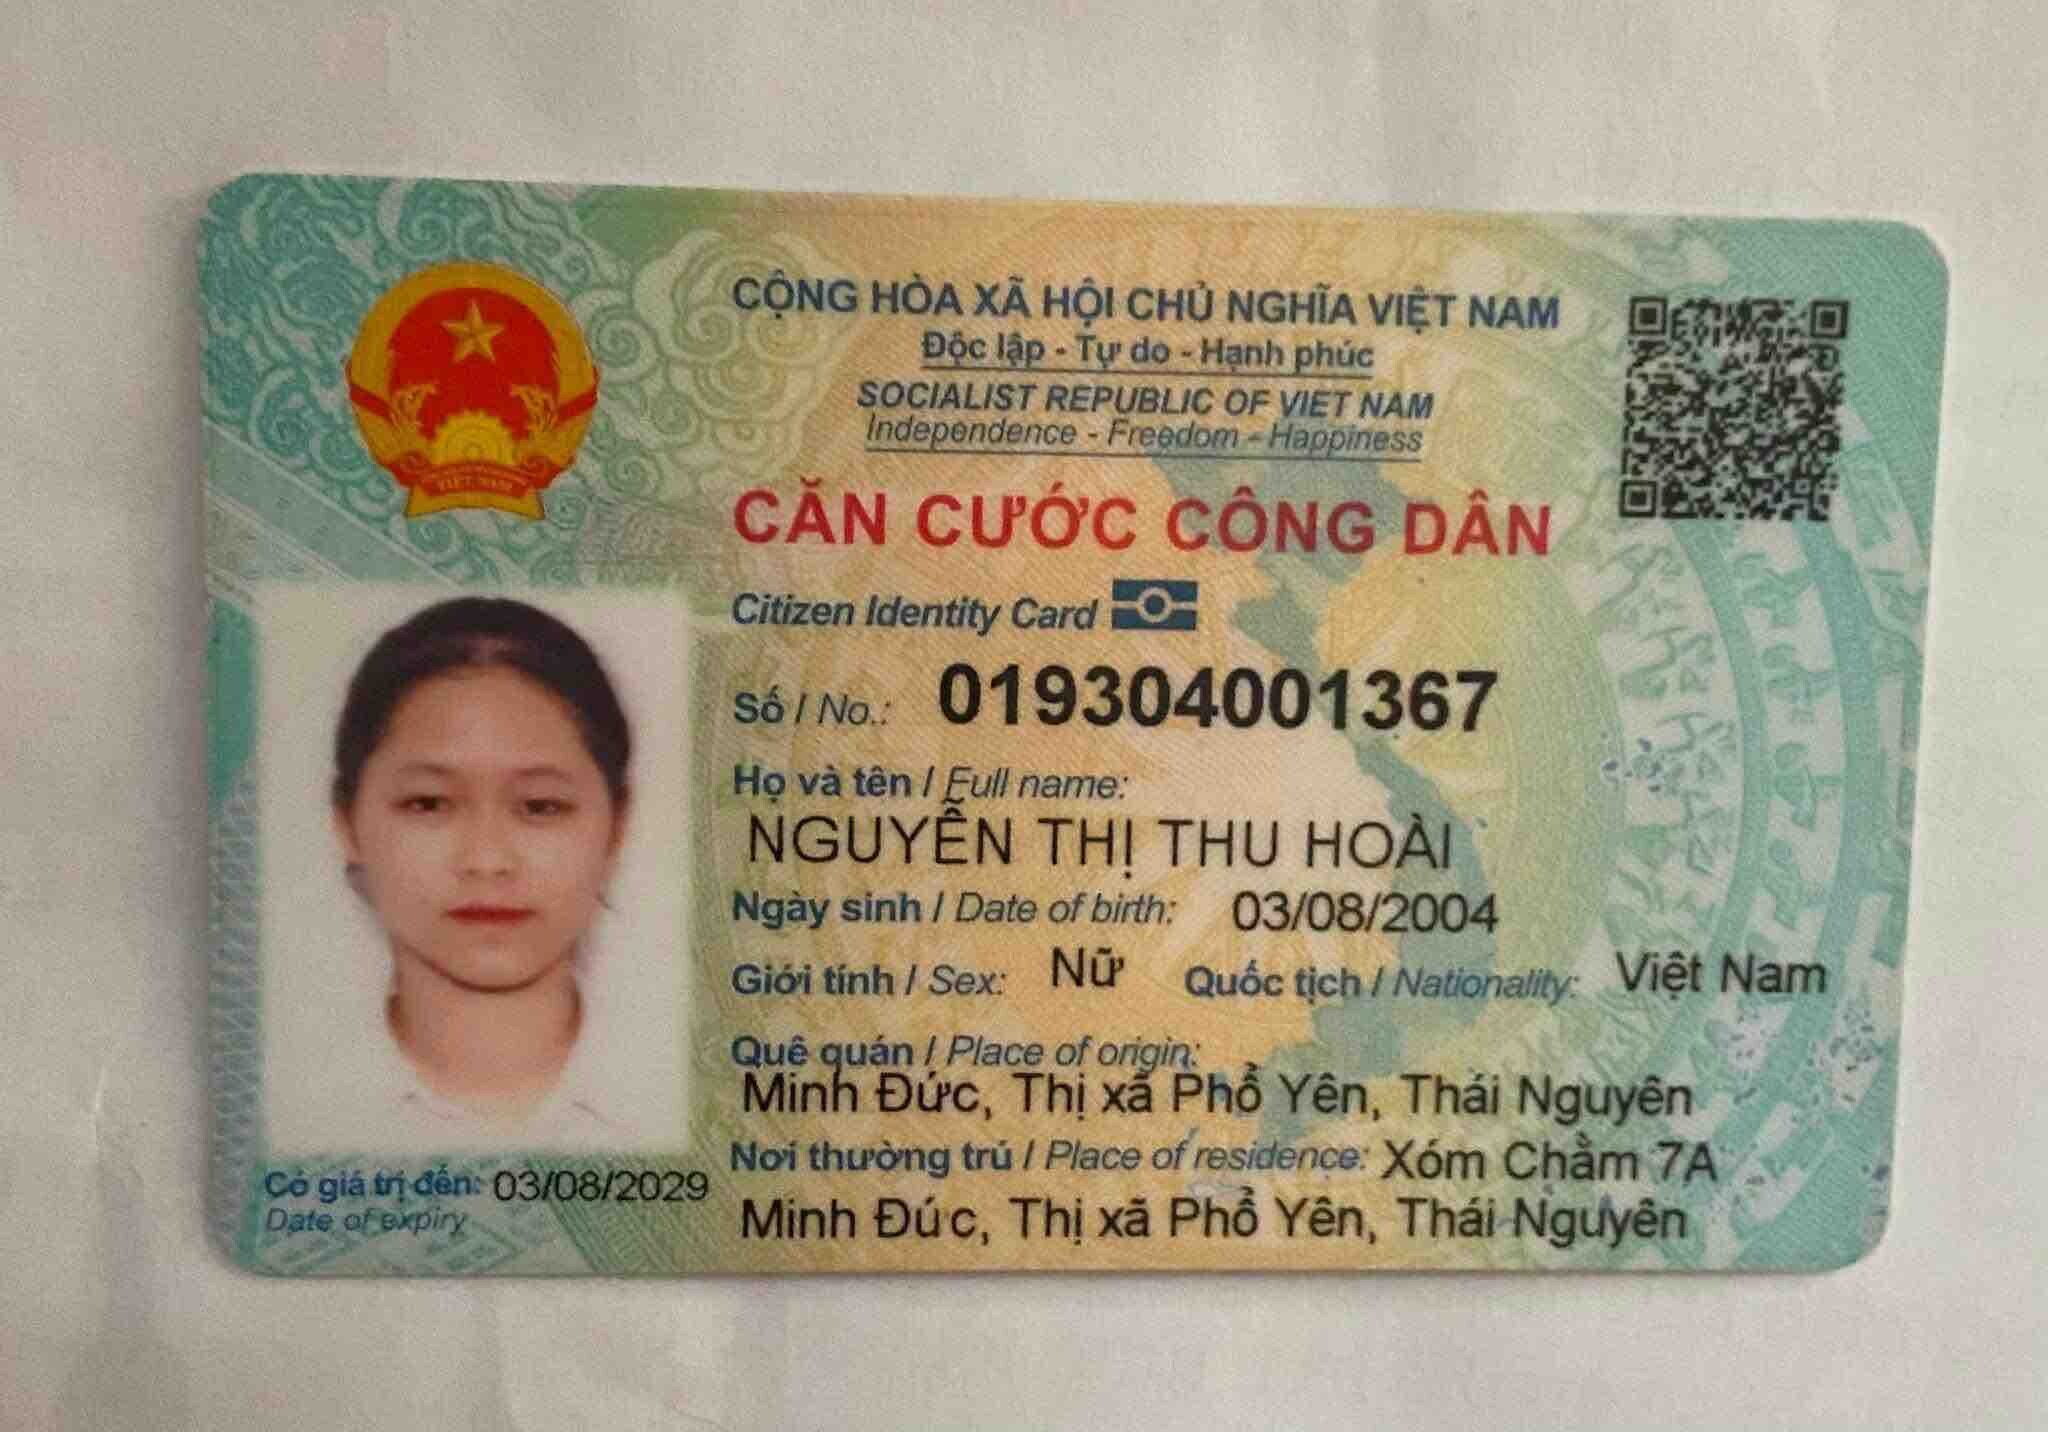 CỘNG HÒA XÃ HỘI CHỦ NGHĨA VIỆT NAM
Độc lập - Tự do - Hạnh phúc
SOCIALIST REPUBLIC OF VIET NAM
Independence - Freedom - Happiness
VIỆT NAM
CĂN CƯỚC CÔNG DÂN
Citizen Identity Card
Số / No.: 019304001367
Họ và tên / Full name:
NGUYỄN THỊ THU HOÀI
Ngày sinh / Date of birth: 03/08/2004
Giới tính / Sex: Nữ Quốc tịch / Nationality: Việt Nam
Quê quán / Place of origin:
Minh Đức, Thị xã Phổ Yên, Thái Nguyên
Nơi thường trú / Place of residence: Xóm Chằm 7A
Minh Đúc, Thị xã Phổ Yên, Thái Nguyên
Có giá trị đến: 03/08/2029
Date of expiry